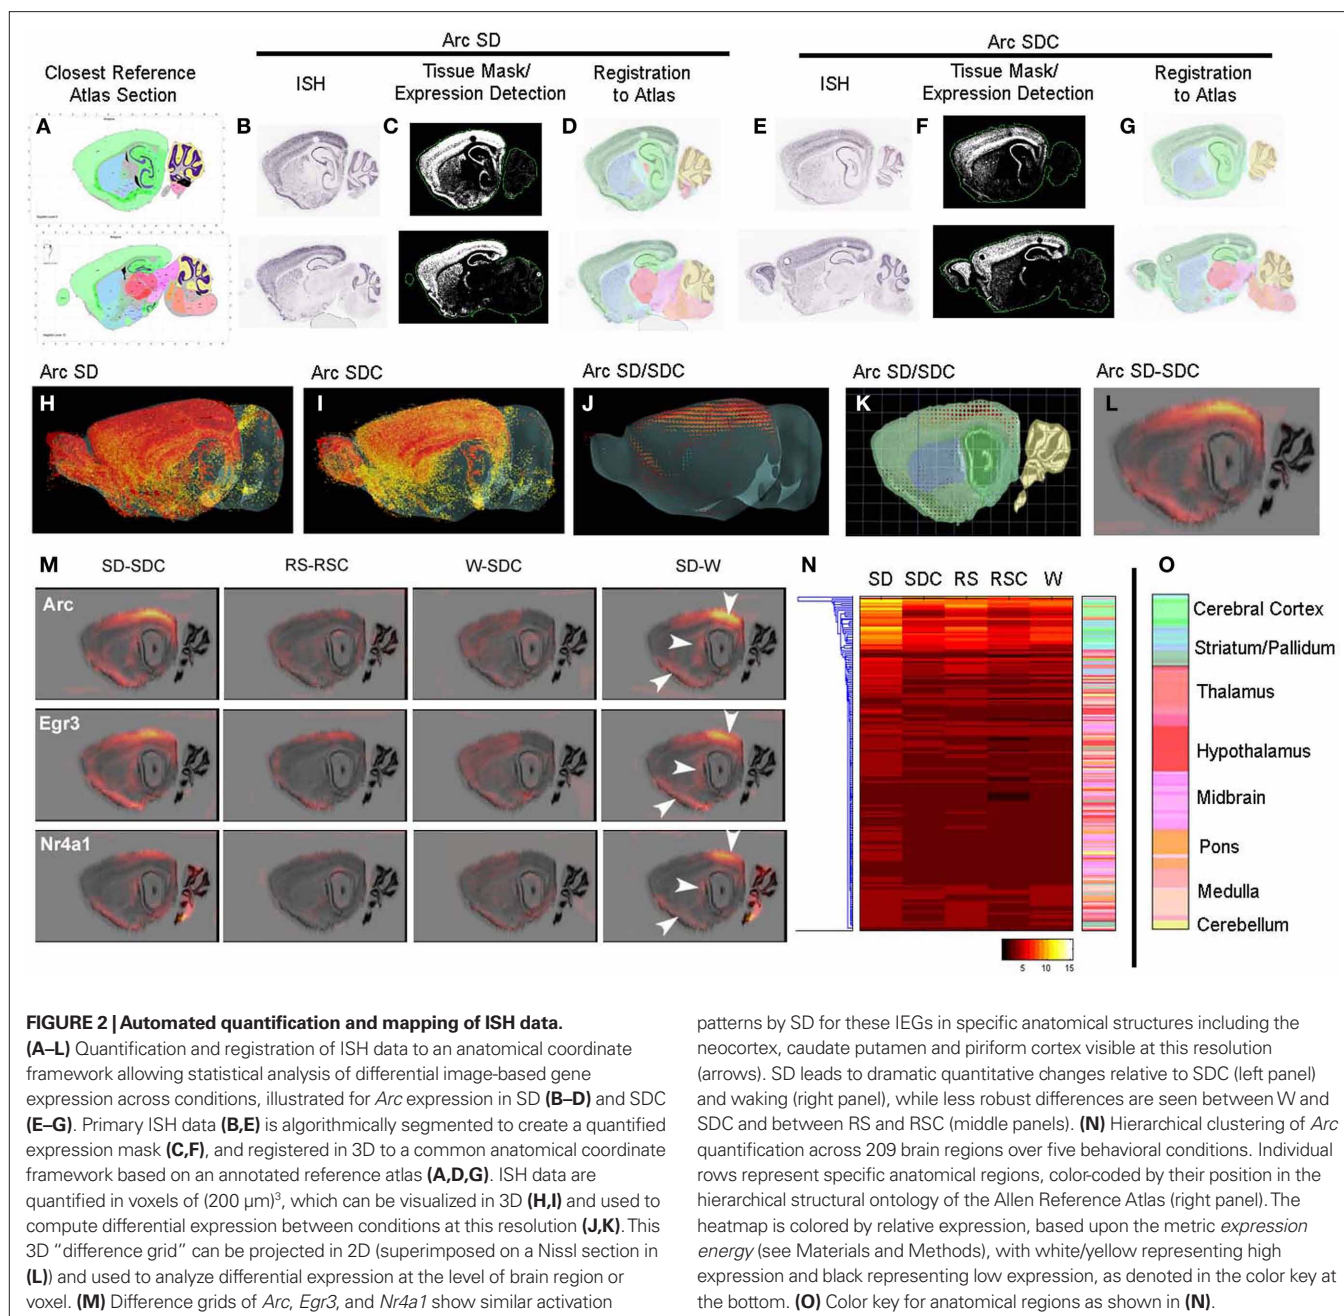 Arc SD
Arc SDC
Closest Reference
Atlas Section
ISH
Tissue Mask/
Expression Detection
Registration
to Atlas
ISH
Tissue Mask/
Expression Detection
Registration
to Atlas
A
B
C
D
E
F
G
Arc SD
Arc SDC
Arc SD/SDC
Arc SD/SDC
Arc SD-SDC
H
I
J
K
L
M
SD-SDC
RS-RSC
W-SDC
SD-W
Arc
Egr3
Nr4a1
N
SD SDC RS RSC W
5 10 15
O
Cerebral Cortex
Striatum/Pallidum
Thalamus
Hypothalamus
Midbrain
Pons
Medulla
Cerebellum
FIGURE 2 | Automated quantification and mapping of ISH data.
(A–L) Quantification and registration of ISH data to an anatomical coordinate
framework allowing statistical analysis of differential image-based gene
expression across conditions, illustrated for Arc expression in SD (B–D) and SDC
(E–G). Primary ISH data (B,E) is algorithmically segmented to create a quantified
expression mask (C,F), and registered in 3D to a common anatomical coordinate
framework based on an annotated reference atlas (A,D,G). ISH data are
quantified in voxels of (200 μm)³, which can be visualized in 3D (H,I) and used to
compute differential expression between conditions at this resolution (J,K). This
3D “difference grid” can be projected in 2D (superimposed on a Nissl section in
(L)) and used to analyze differential expression at the level of brain region or
voxel. (M) Difference grids of Arc, Egr3, and Nr4a1 show similar activation
patterns by SD for these IEGs in specific anatomical structures including the
neocortex, caudate putamen and piriform cortex visible at this resolution
(arrows). SD leads to dramatic quantitative changes relative to SDC (left panel)
and waking (right panel), while less robust differences are seen between W and
SDC and between RS and RSC (middle panels). (N) Hierarchical clustering of Arc
quantification across 209 brain regions over five behavioral conditions. Individual
rows represent specific anatomical regions, color-coded by their position in the
hierarchical structural ontology of the Allen Reference Atlas (right panel). The
heatmap is colored by relative expression, based upon the metric expression
energy (see Materials and Methods), with white/yellow representing high
expression and black representing low expression, as denoted in the color key at
the bottom. (O) Color key for anatomical regions as shown in (N).